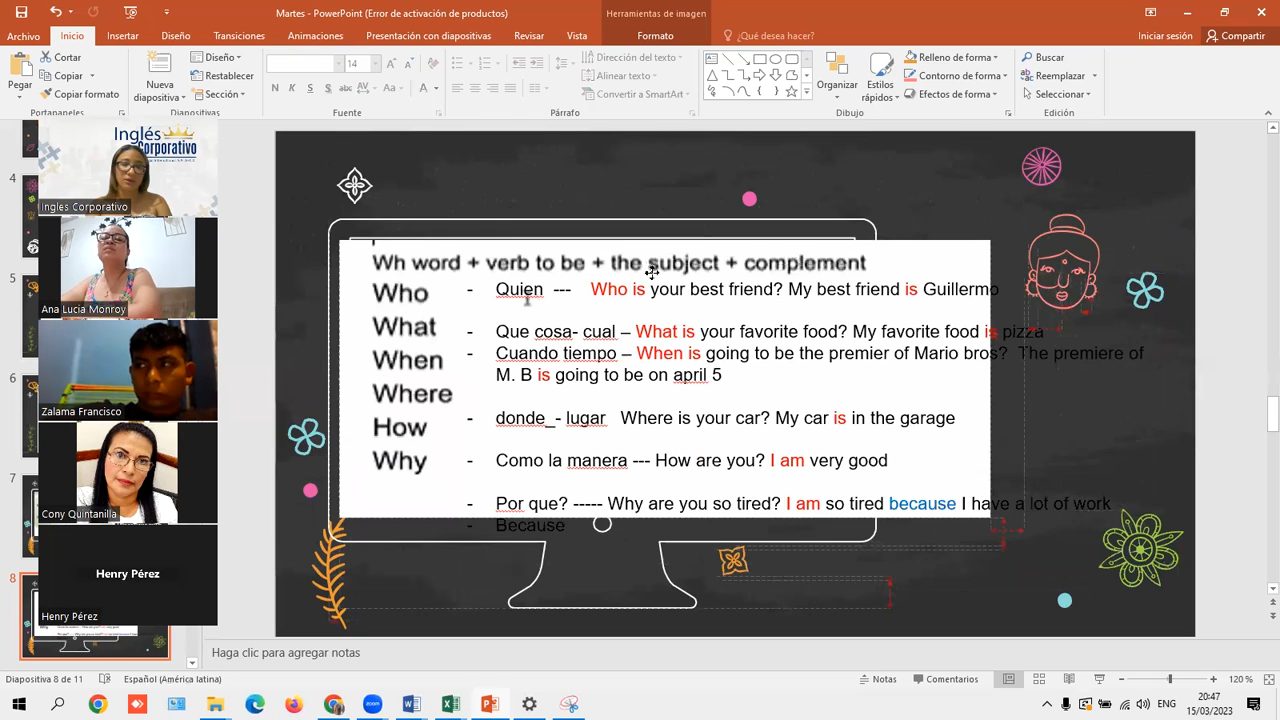 Martes - PowerPoint (Error de activación de productos)
Herramientas de imagen
Archivo
Inicio
Insertar
Diseño
Transiciones
Animaciones
Presentación con diapositivas
Revisar
Vista
Formato
¿Qué desea hacer?
Iniciar sesión
Compartir
Pegar
Cortar
Copiar
Copiar formato
Nueva diapositiva
Diseño
Restablecer
Sección
14
N K S S abc AV Aa A
Dirección del texto
Alinear texto
Convertir a SmartArt
Organizar
Estilos rápidos
Relleno de forma
Contorno de forma
Efectos de forma
Buscar
Reemplazar
Seleccionar
Portapapeles
Diapositivas
Fuente
Párrafo
Dibujo
Edición
Inglés
Corporativo
Ingles Corporativo
Ana Lucia Monroy
Zalama Francisco
Cony Quintanilla
Henry Pérez
Henry Pérez
4
5
6
7
8
Wh word + verb to be + the subject + complement
Who - Quien --- Who is your best friend? My best friend is Guillermo
What - Que cosa- cual – What is your favorite food? My favorite food is pizza
When - Cuando tiempo – When is going to be the premier of Mario bros? The premiere of
M. B is going to be on april 5
Where - donde_- lugar Where is your car? My car is in the garage
How - Como la manera --- How are you? I am very good
Why - Por que? ----- Why are you so tired? I am so tired because I have a lot of work
- Because
Haga clic para agregar notas
Diapositiva 8 de 11
Español (América latina)
Notas
Comentarios
120 %
ENG
20:47
15/03/2023